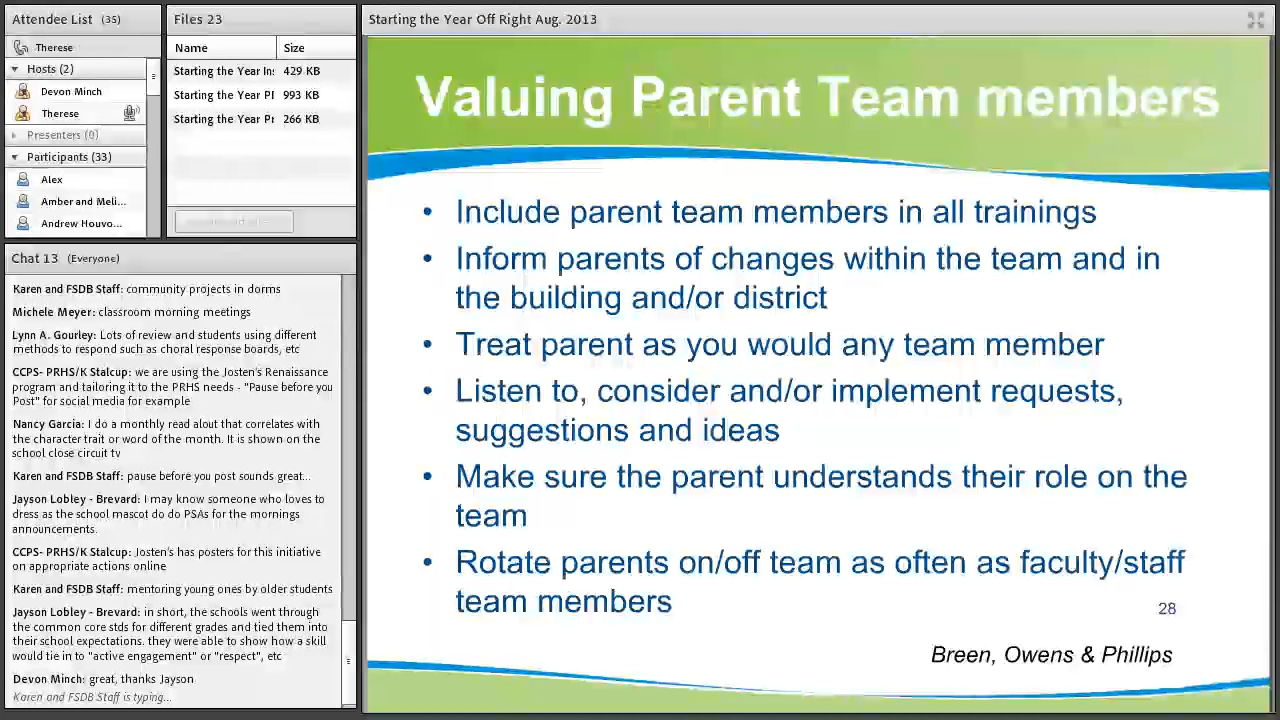 Attendee List (35)
Therese
Hosts (2)
Devon Minch
Therese
Presenters (0)
Participants (33)
Alex
Amber and Meli...
Andrew Houvo...
Files 23
Name Size
Starting the Year In: 429 KB
Starting the Year PI 993 KB
Starting the Year Pr 266 KB
Chat 13 (Everyone)
Karen and FSDB Staff: community projects in dorms
Michele Meyer: classroom morning meetings
Lynn A. Gourley: Lots of review and students using different
methods to respond such as choral response boards, etc
CCPS- PRHS/K Stalcup: we are using the Josten's Renaissance
program and tailoring it to the PRHS needs - "Pause before you
Post" for social media for example
Nancy Garcia: I do a monthly read alout that correlates with
the character trait or word of the month. It is shown on the
school close circuit tv
Karen and FSDB Staff: pause before you post sounds great...
Jayson Lobley - Brevard: I may know someone who loves to
dress as the school mascot do do PSAs for the mornings
announcements.
CCPS- PRHS/K Stalcup: Josten's has posters for this initiative
on appropriate actions online
Karen and FSDB Staff: mentoring young ones by older students
Jayson Lobley - Brevard: in short, the schools went through
the common core stds for different grades and tied them into
their school expectations. they were able to show how a skill
would tie in to "active engagement" or "respect", etc
Devon Minch: great, thanks Jayson
Karen and FSDB Staff is typing...
Starting the Year Off Right Aug. 2013
Valuing Parent Team members
• Include parent team members in all trainings
• Inform parents of changes within the team and in
the building and/or district
• Treat parent as you would any team member
• Listen to, consider and/or implement requests,
suggestions and ideas
• Make sure the parent understands their role on the
team
• Rotate parents on/off team as often as faculty/staff
team members
28
Breen, Owens & Phillips